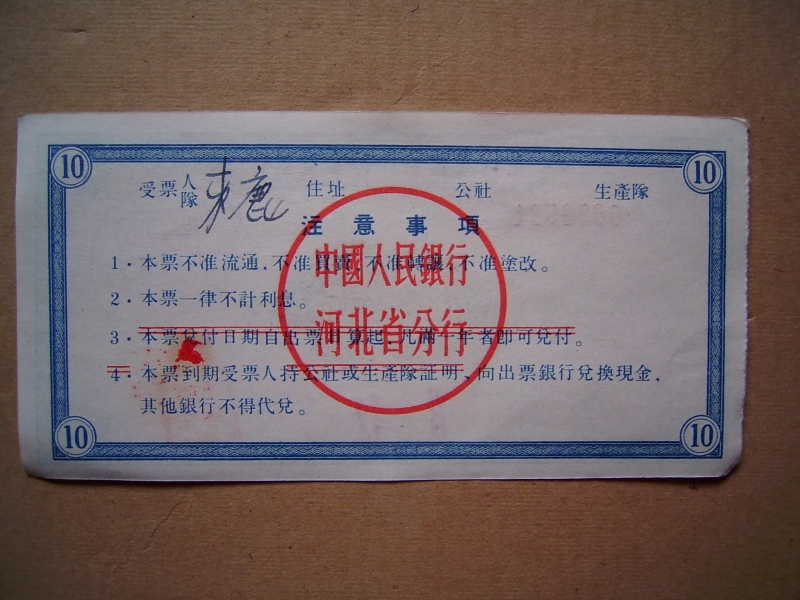 10 10
受票人隊 束鹿 住址 公社 生產隊
注意事項
1·本票不准流通,不准買賣,不准轉讓,不准塗改。
中國人民銀行
2·本票一律不計利息。
河北省分行
3·本票兌付日期自出票日算起,凡滿一年者即可兌付。
4·本票到期受票人持公社或生產隊証明、向出票銀行兌換現金,
其他銀行不得代兌。
10 10